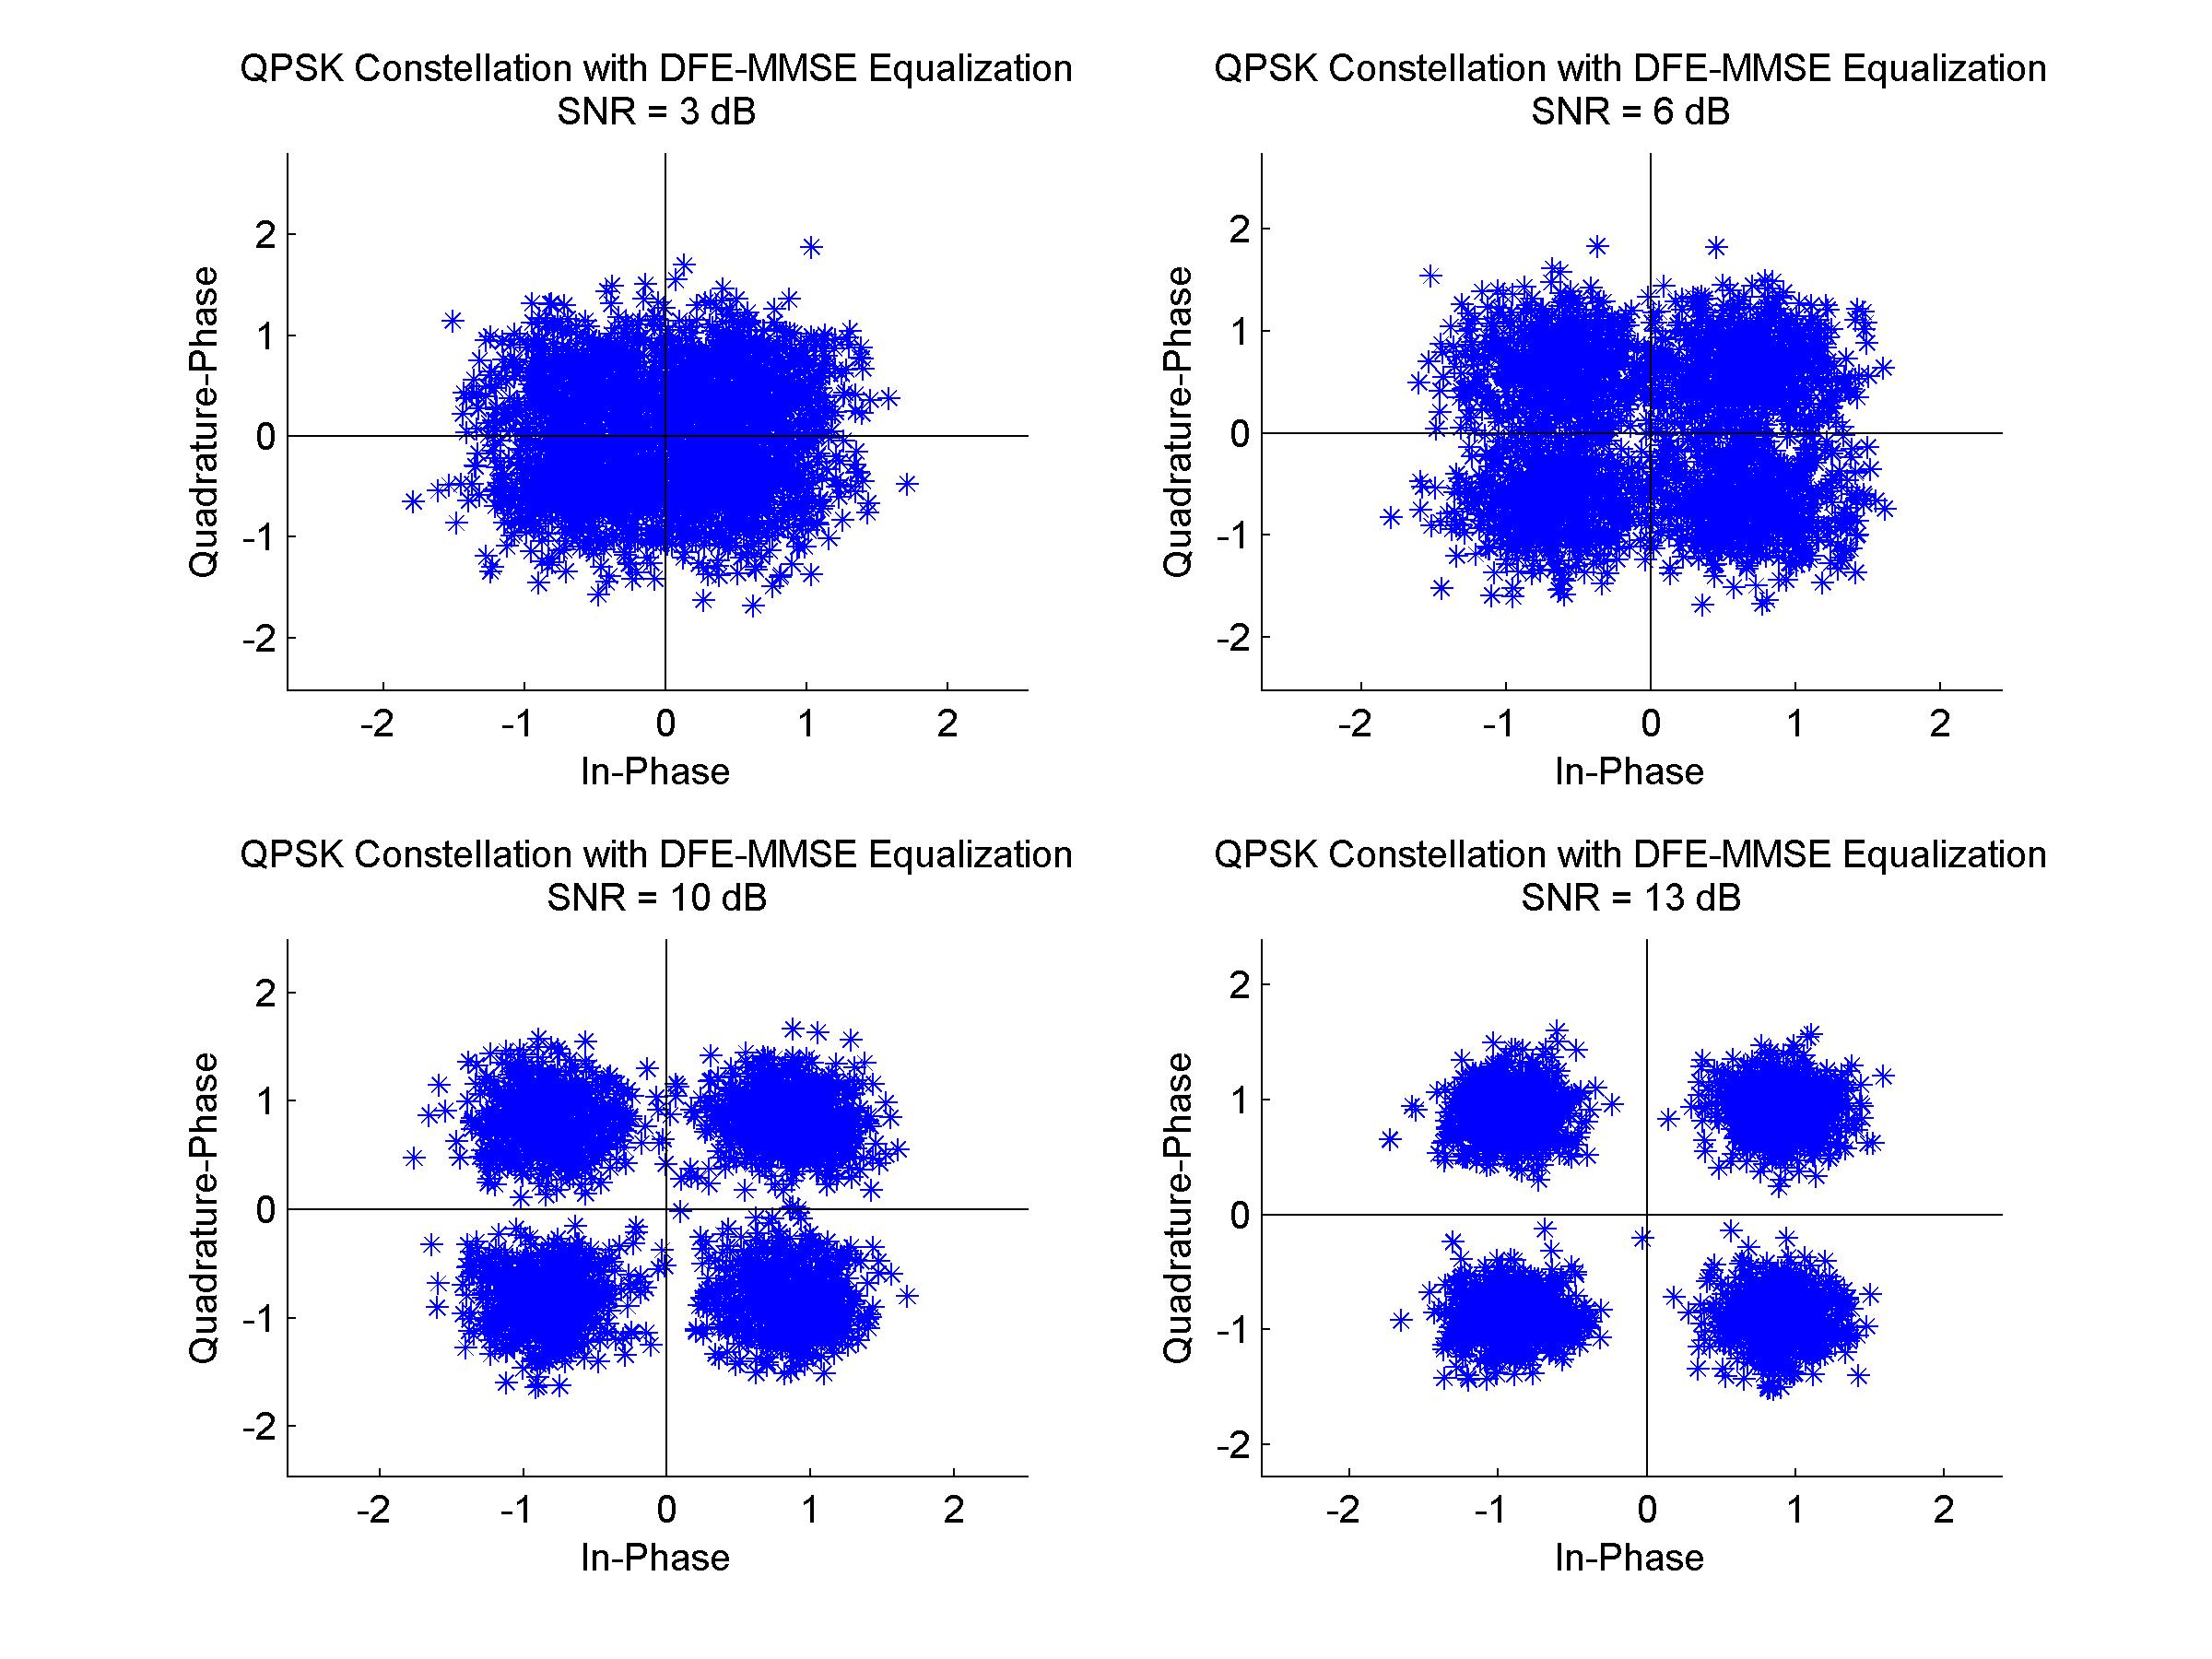 QPSK Constellation with DFE-MMSE Equalization
SNR = 3 dB
2
1
0
-1
-2
Quadrature-Phase
-2 -1 0 1 2
In-Phase
QPSK Constellation with DFE-MMSE Equalization
SNR = 6 dB
2
1
0
-1
-2
Quadrature-Phase
-2 -1 0 1 2
In-Phase
QPSK Constellation with DFE-MMSE Equalization
SNR = 10 dB
2
1
0
-1
-2
Quadrature-Phase
-2 -1 0 1 2
In-Phase
QPSK Constellation with DFE-MMSE Equalization
SNR = 13 dB
2
1
0
-1
-2
Quadrature-Phase
-2 -1 0 1 2
In-Phase